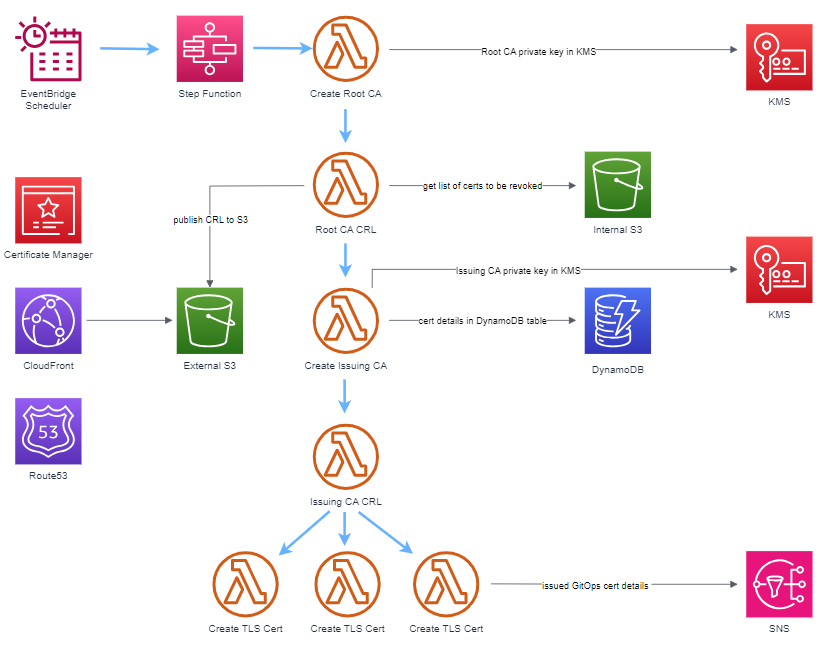 EventBridge
Scheduler
Step Function
Create Root CA
Root CA private key in KMS
KMS
Certificate Manager
publish CRL to S3
Root CA CRL
get list of certs to be revoked
Internal S3
Issuing CA private key in KMS
KMS
CloudFront
External S3
Create Issuing CA
cert details in DynamoDB table
DynamoDB
53
Route53
Issuing CA CRL
Create TLS Cert
Create TLS Cert
Create TLS Cert
issued GitOps cert details
SNS